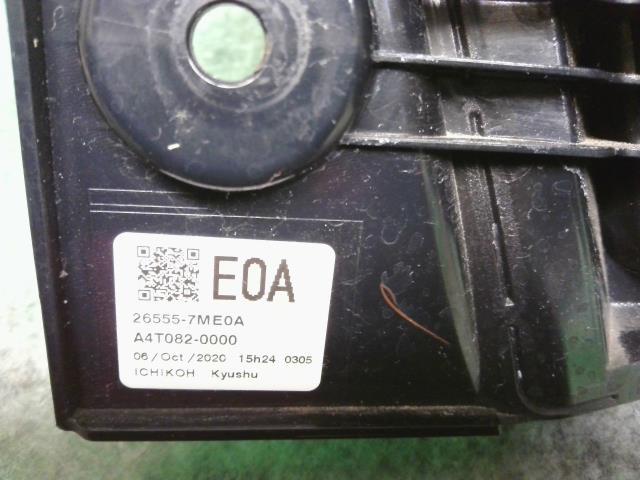 E0A
26555-7ME0A
A4T082-0000
06/Oct/2020 15h24 0305
ICHIKOH Kyushu